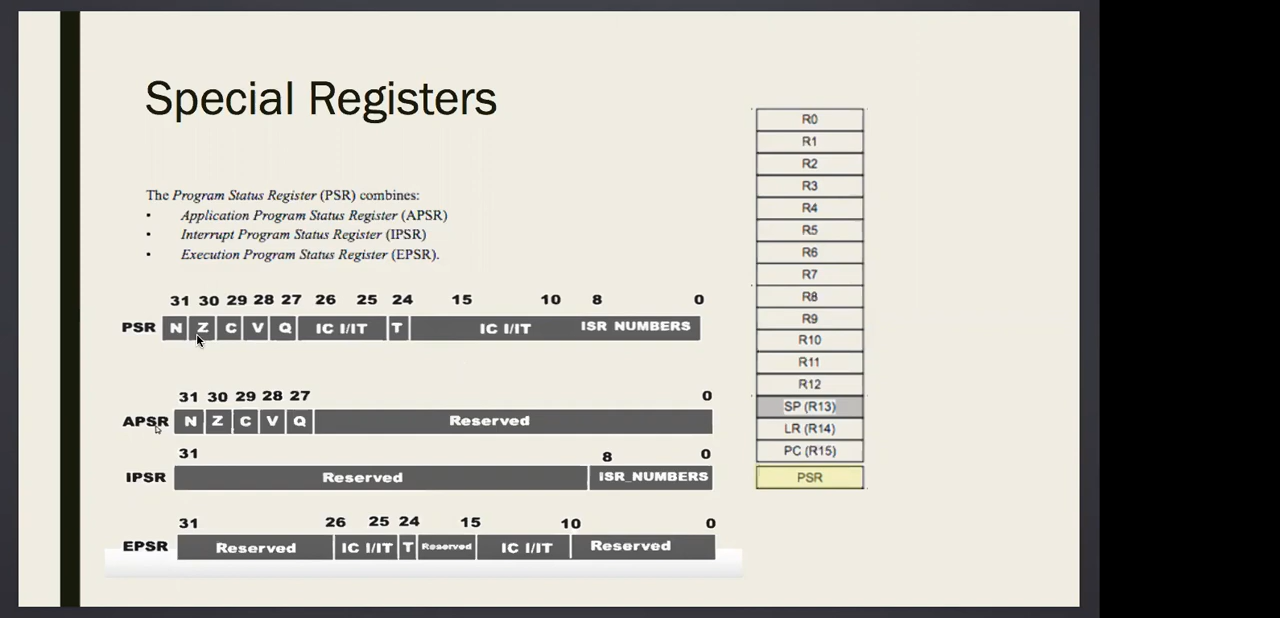 Special Registers
The Program Status Register (PSR) combines:
• Application Program Status Register (APSR)
• Interrupt Program Status Register (IPSR)
• Execution Program Status Register (EPSR).
31 30 29 28 27 26 25 24 15 10 8 0
PSR N Z C V Q IC I/IT T IC I/IT ISR NUMBERS
31 30 29 28 27 0
APSR N Z C V Q Reserved
31 8 0
IPSR Reserved ISR_NUMBERS
31 26 25 24 15 10 0
EPSR Reserved IC I/IT T Reserved IC I/IT Reserved
R0
R1
R2
R3
R4
R5
R6
R7
R8
R9
R10
R11
R12
SP (R13)
LR (R14)
PC (R15)
PSR